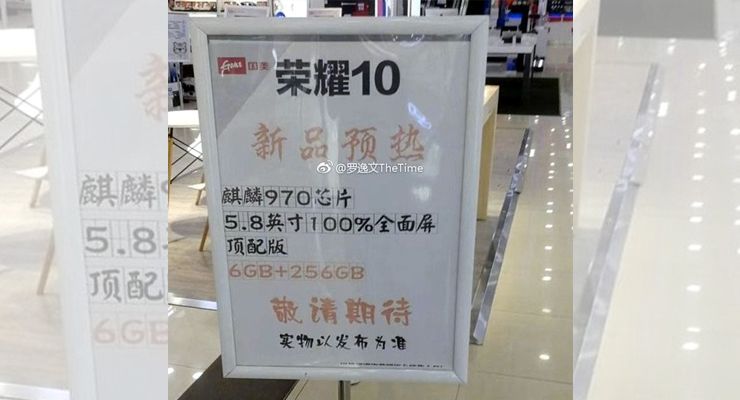 Gome 国美 荣耀10
新品预热
@罗逸文TheTime
麒麟970芯片
5.8英寸100%全面屏
顶配版
6GB+256GB
敬请期待
实物以发布为准